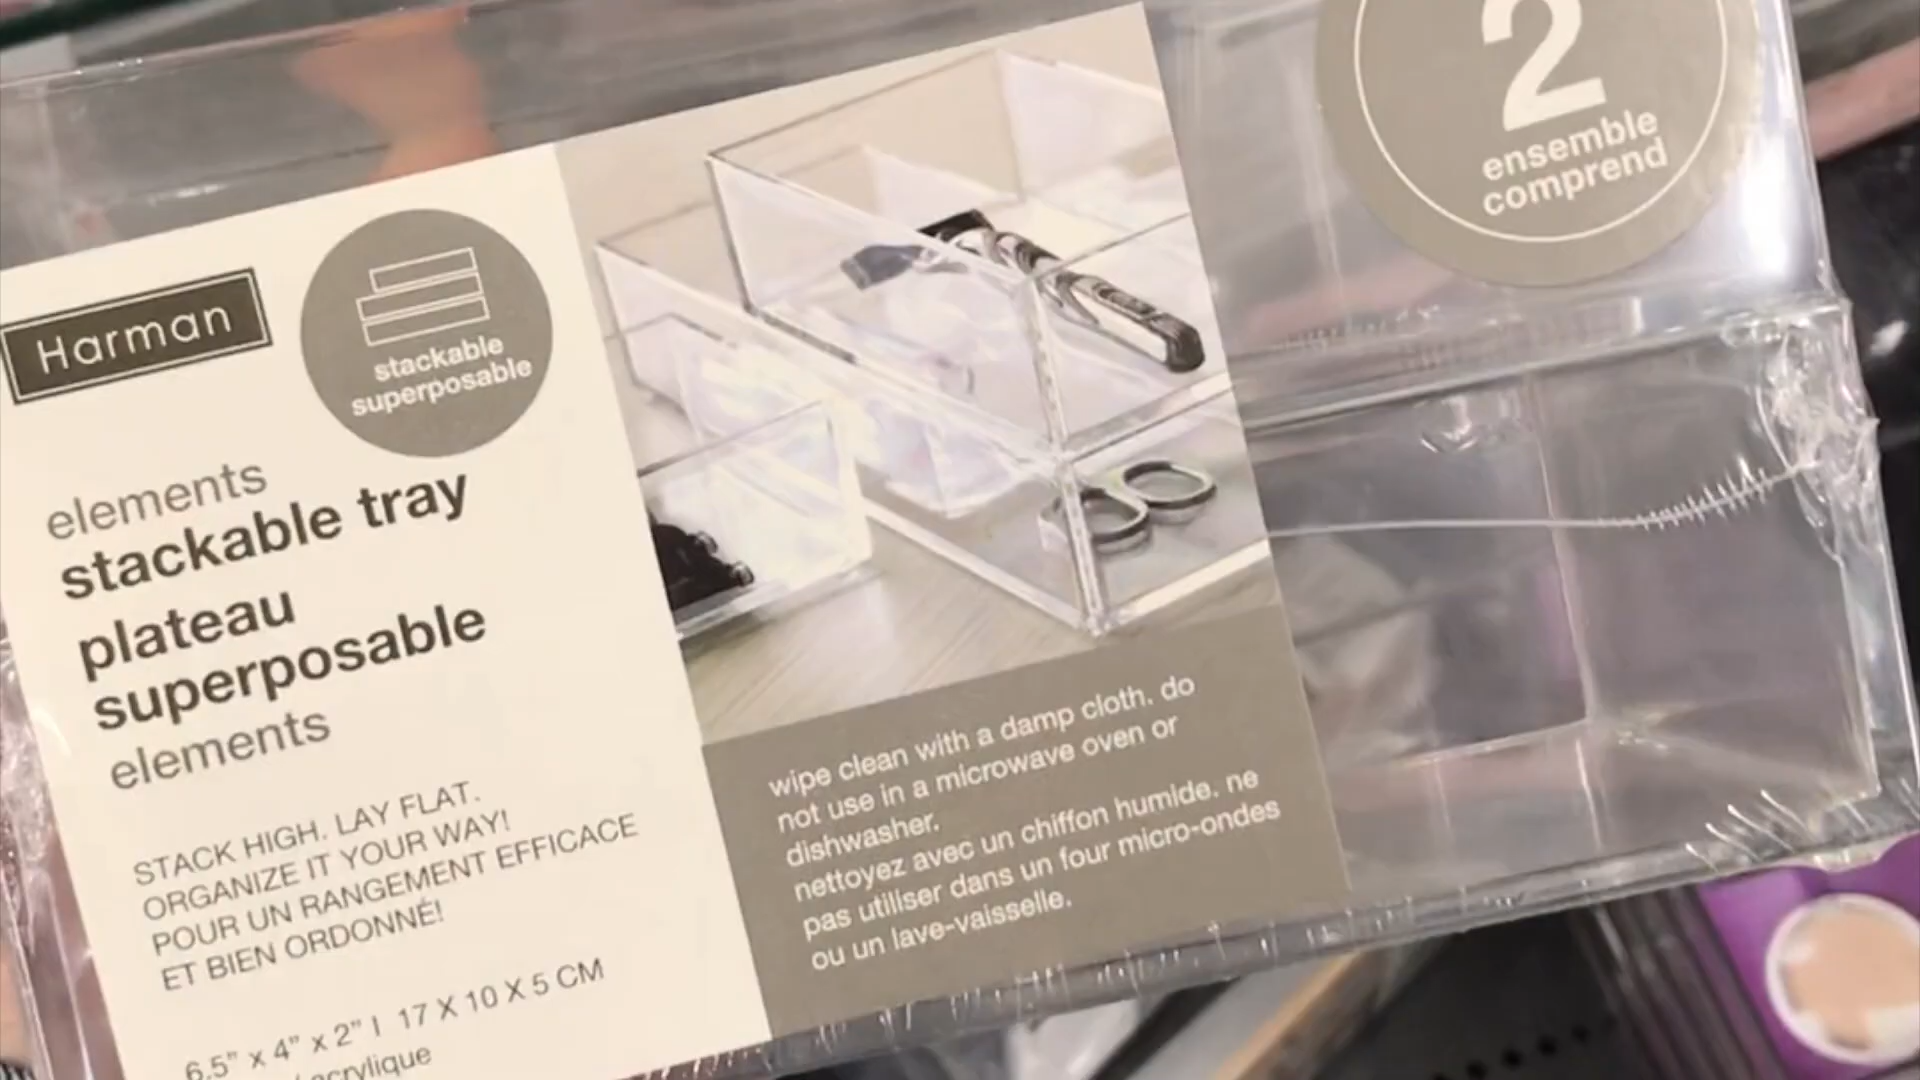 Harman
stackable
superposable
elements
stackable tray
plateau
superposable
elements
STACK HIGH. LAY FLAT.
ORGANIZE IT YOUR WAY!
POUR UN RANGEMENT EFFICACE
ET BIEN ORDONNÉ!
6.5” x 4” x 2” | 17 X 10 X 5 CM
acrylique
wipe clean with a damp cloth. do
not use in a microwave oven or
dishwasher.
nettoyez avec un chiffon humide. ne
pas utiliser dans un four micro-ondes
ou un lave-vaisselle.
2
ensemble
comprend